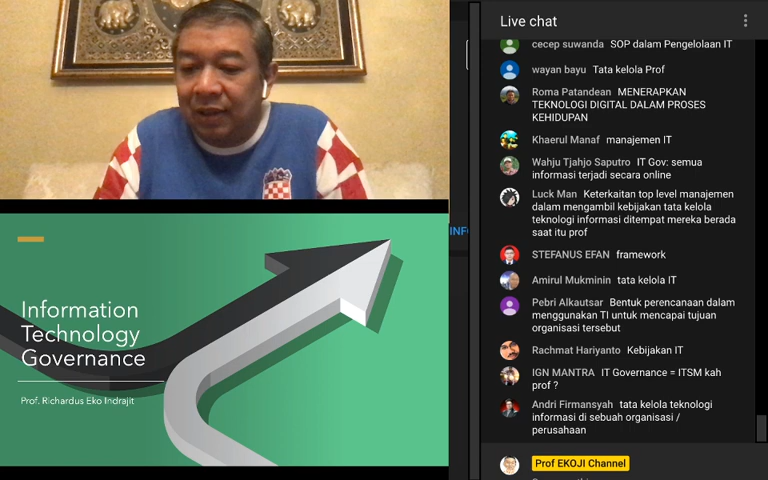 Information
Technology
Governance
Prof. Richardus Eko Indrajit
INF
Live chat
cecep suwanda SOP dalam Pengelolaan IT
wayan bayu Tata kelola Prof
Roma Patandean MENERAPKAN
TEKNOLOGI DIGITAL DALAM PROSES
KEHIDUPAN
Khaerul Manaf manajemen IT
Wahju Tjahjo Saputro IT Gov: semua
informasi terjadi secara online
Luck Man Keterkaitan top level manajemen
dalam mengambil kebijakan tata kelola
teknologi informasi ditempat mereka berada
saat itu prof
STEFANUS EFAN framework
Amirul Mukminin tata kelola IT
Pebri Alkautsar Bentuk perencanaan dalam
menggunakan TI untuk mencapai tujuan
organisasi tersebut
Rachmat Hariyanto Kebijakan IT
IGN MANTRA IT Governance = ITSM kah
prof ?
Andri Firmansyah tata kelola teknologi
informasi di sebuah organisasi /
perusahaan
Prof EKOJI Channel